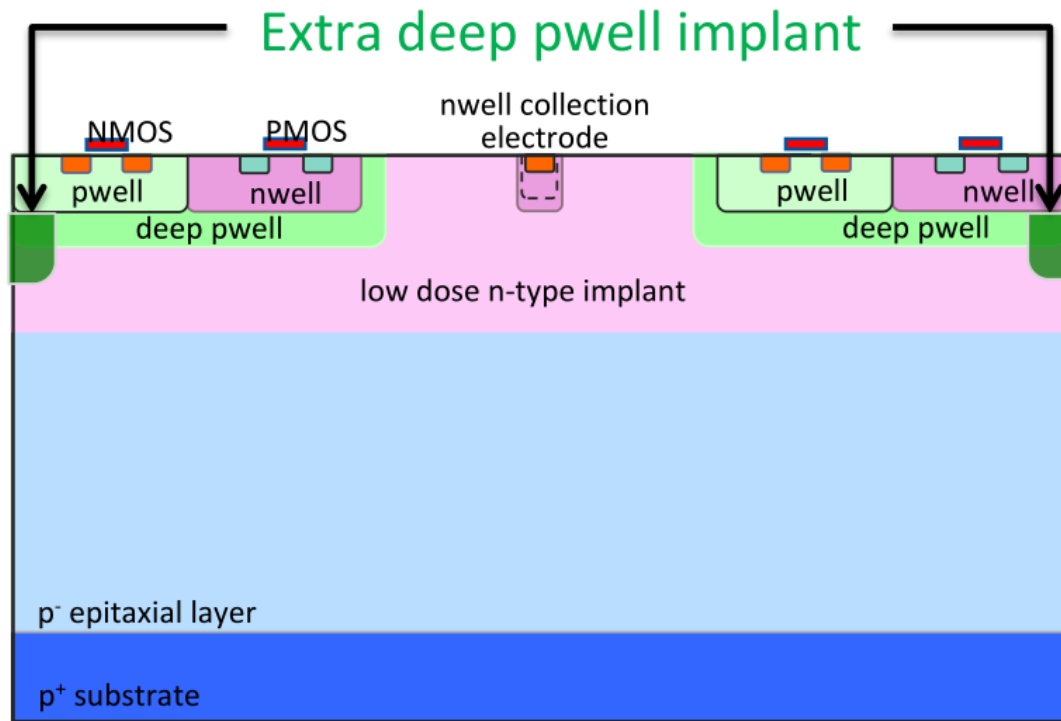 Extra deep pwell implant
nwell collection
electrode
NMOS
PMOS
pwell
nwell
pwell
nwell
deep pwell
deep pwell
low dose n-type implant
p⁻ epitaxial layer
p⁺ substrate